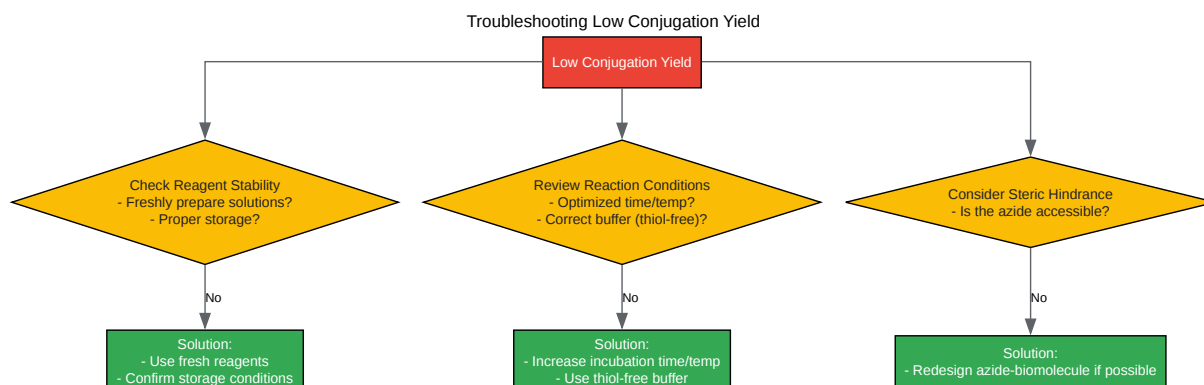 Troubleshooting Low Conjugation Yield
Low Conjugation Yield
Check Reagent Stability
- Freshly prepare solutions?
- Proper storage?
Review Reaction Conditions
- Optimized time/temp?
- Correct buffer (thiol-free)?
Consider Steric Hindrance
- Is the azide accessible?
No
No
No
Solution:
- Use fresh reagents
- Confirm storage conditions
Solution:
- Increase incubation time/temp
- Use thiol-free buffer
Solution:
- Redesign azide-biomolecule if possible